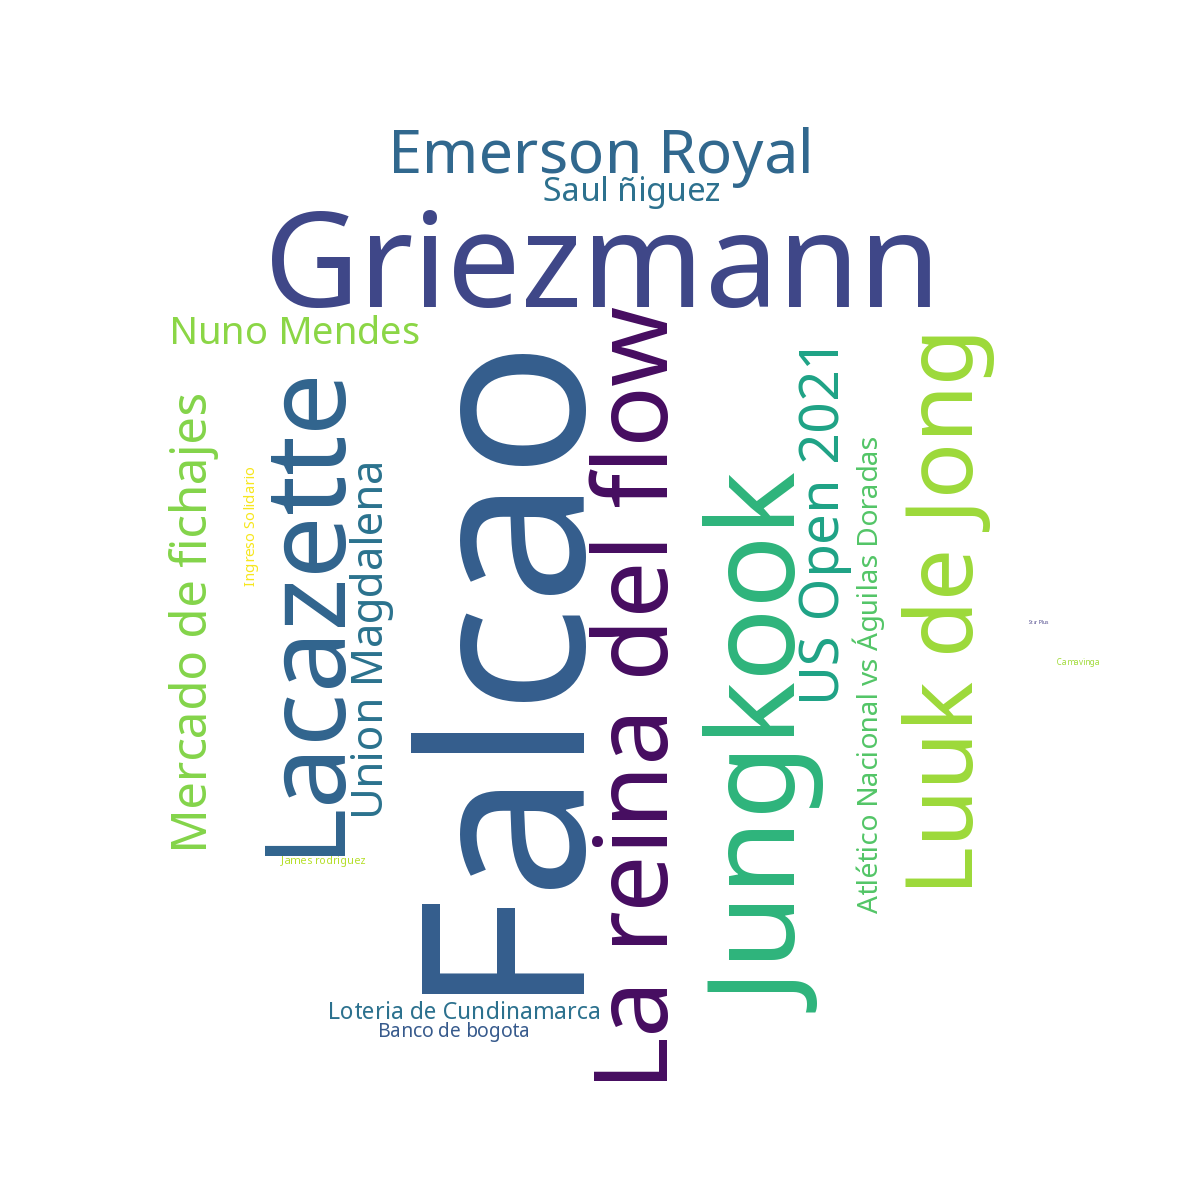 Emerson Royal
Saul ñiguez
Griezmann
Nuno Mendes
Mercado de fichajes
Ingreso Solidario
Lacazette
Union Magdalena
Falcao
La reina del flow
Jungkook
US Open 2021
Atlético Nacional vs Águilas Doradas
Luuk de Jong
Star Plus
Camavinga
James rodriguez
Loteria de Cundinamarca
Banco de bogota